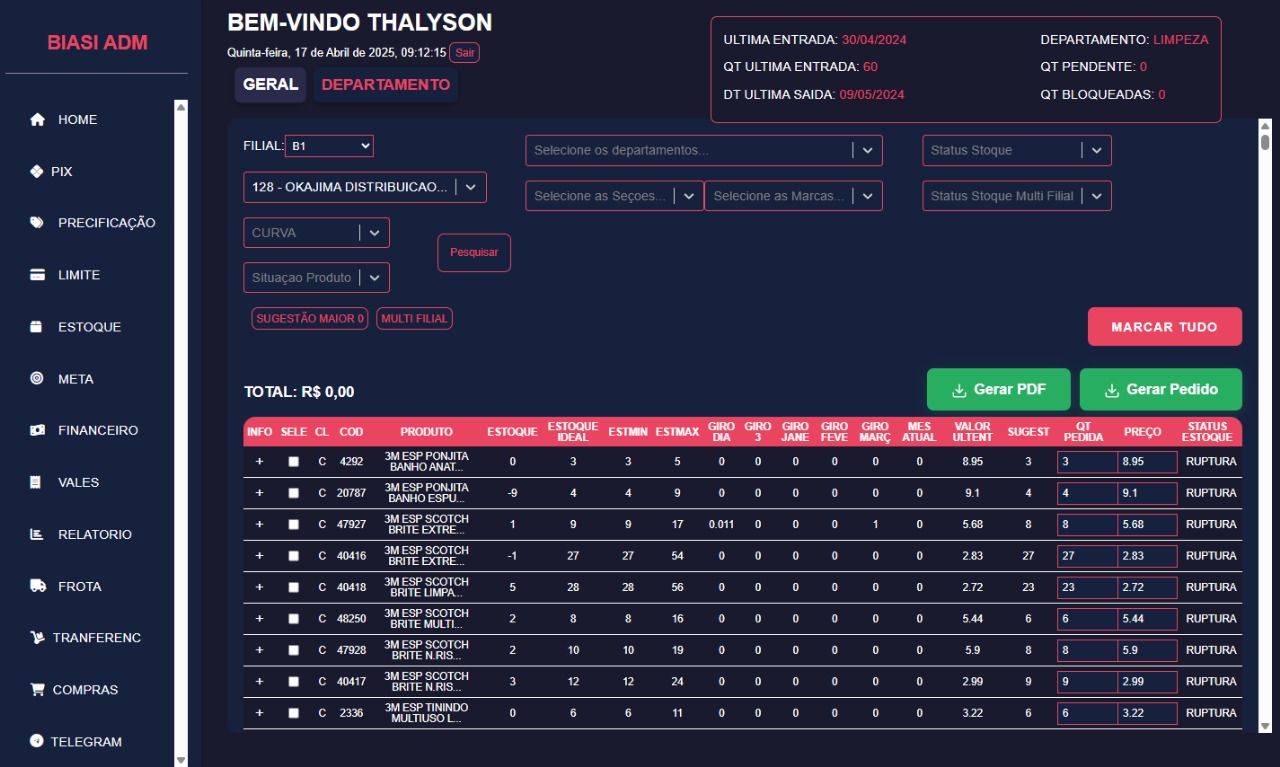 BIASI ADM
HOME
PIX
PRECIFICAÇÃO
LIMITE
ESTOQUE
META
FINANCEIRO
VALES
RELATORIO
FROTA
TRANFERENC
COMPRAS
TELEGRAM
BEM-VINDO THALYSON
Quinta-feira, 17 de Abril de 2025, 09:12:15 Sair
GERAL DEPARTAMENTO
ULTIMA ENTRADA: 30/04/2024 DEPARTAMENTO: LIMPEZA
QT ULTIMA ENTRADA: 60 QT PENDENTE: 0
DT ULTIMA SAIDA: 09/05/2024 QT BLOQUEADAS: 0
FILIAL: B1 Selecione os departamentos... Status Stoque
128 - OKAJIMA DISTRIBUICAO... Selecione as Seçoes... Selecione as Marcas... Status Stoque Multi Filial
CURVA
Pesquisar
Situaçao Produto
SUGESTÃO MAIOR 0 MULTI FILIAL
MARCAR TUDO
TOTAL: R$ 0,00 Gerar PDF Gerar Pedido
INFO SELE CL COD PRODUTO ESTOQUE ESTOQUE IDEAL ESTMIN ESTMAX GIRO DIA GIRO 3 GIRO JANE GIRO FEVE GIRO MARÇ MES ATUAL VALOR ULTENT SUGEST QT PEDIDA PREÇO STATUS ESTOQUE
+ C 4292 3M ESP PONJITA BANHO ANAT... 0 3 3 5 0 0 0 0 0 0 8.95 3 3 8.95 RUPTURA
+ C 20787 3M ESP PONJITA BANHO ESPU... -9 4 4 9 0 0 0 0 0 0 9.1 4 4 9.1 RUPTURA
+ C 47927 3M ESP SCOTCH BRITE EXTRE... 1 9 9 17 0.011 0 0 0 1 0 5.68 8 8 5.68 RUPTURA
+ C 40416 3M ESP SCOTCH BRITE EXTRE... -1 27 27 54 0 0 0 0 0 0 2.83 27 27 2.83 RUPTURA
+ C 40418 3M ESP SCOTCH BRITE LIMPA... 5 28 28 56 0 0 0 0 0 0 2.72 23 23 2.72 RUPTURA
+ C 48250 3M ESP SCOTCH BRITE MULTI... 2 8 8 16 0 0 0 0 0 0 5.44 6 6 5.44 RUPTURA
+ C 47928 3M ESP SCOTCH BRITE N.RIS... 2 10 10 19 0 0 0 0 0 0 5.9 8 8 5.9 RUPTURA
+ C 40417 3M ESP SCOTCH BRITE N.RIS... 3 12 12 24 0 0 0 0 0 0 2.99 9 9 2.99 RUPTURA
+ C 2336 3M ESP TININDO MULTIUSO L... 0 6 6 11 0 0 0 0 0 0 3.22 6 6 3.22 RUPTURA